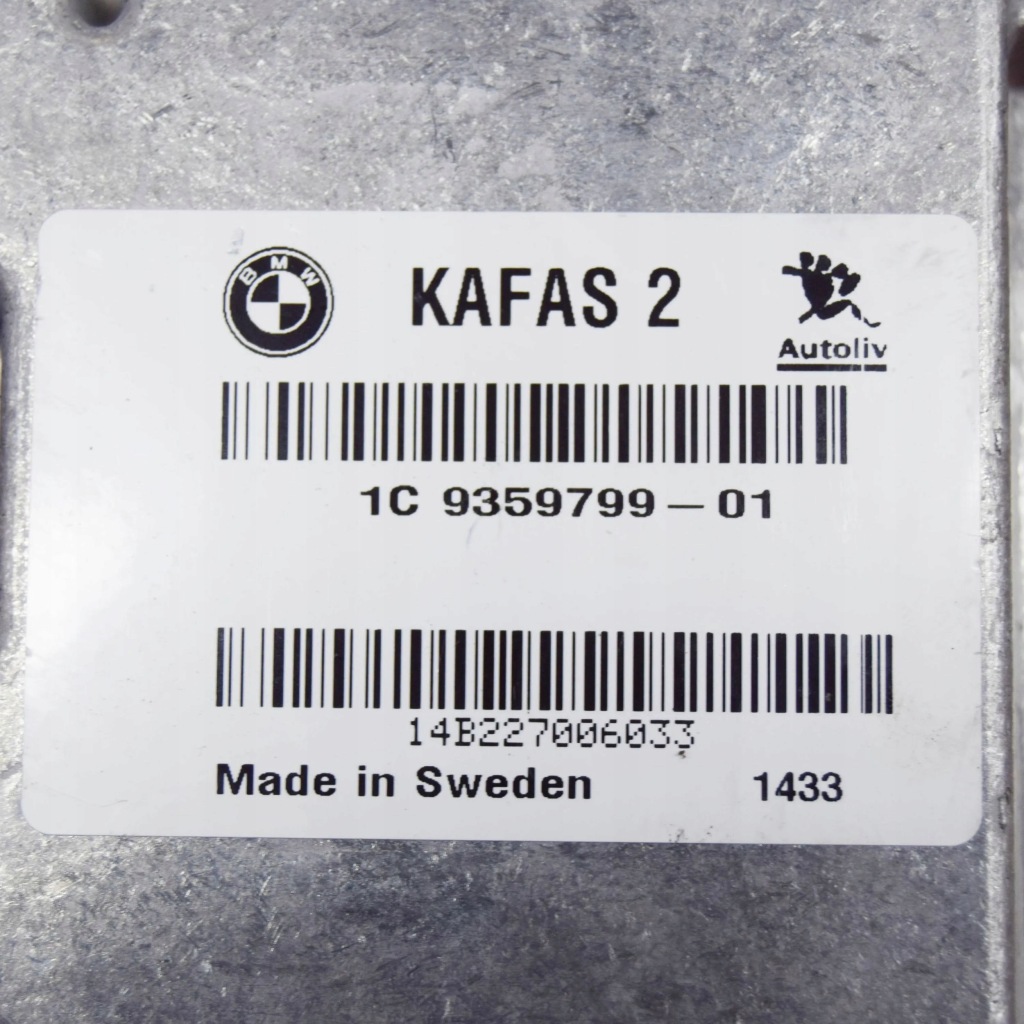 BMW KAFAS 2
Autoliv
1C 9359799-01
14B227006033
Made in Sweden 1433